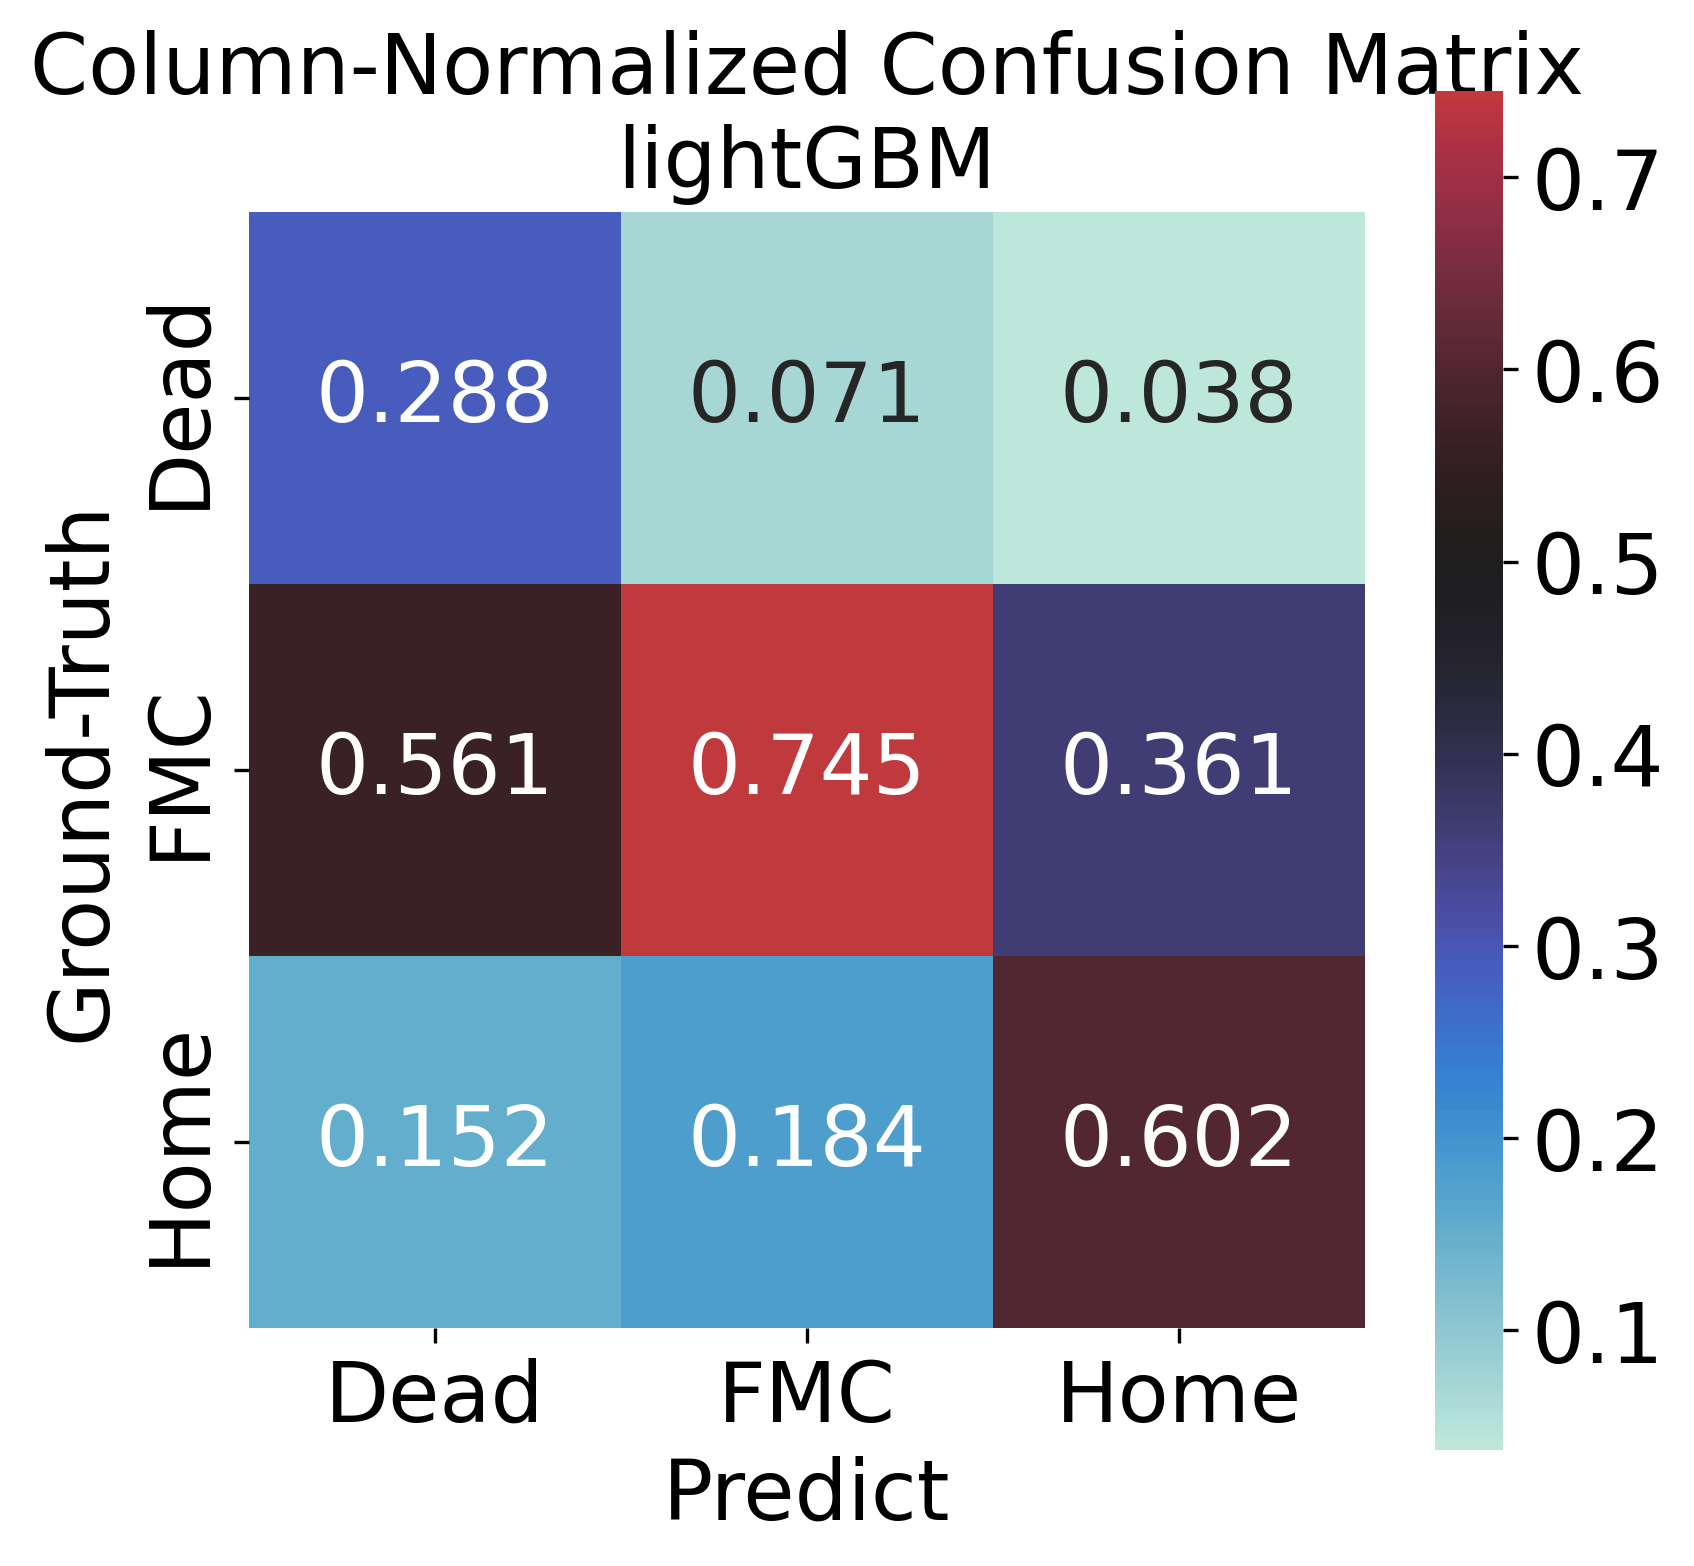 Column-Normalized Confusion Matrix
lightGBM
Ground-Truth
Dead
0.288 0.071 0.038
FMC
0.561 0.745 0.361
Home
0.152 0.184 0.602
Dead FMC Home
Predict
0.7
0.6
0.5
0.4
0.3
0.2
0.1